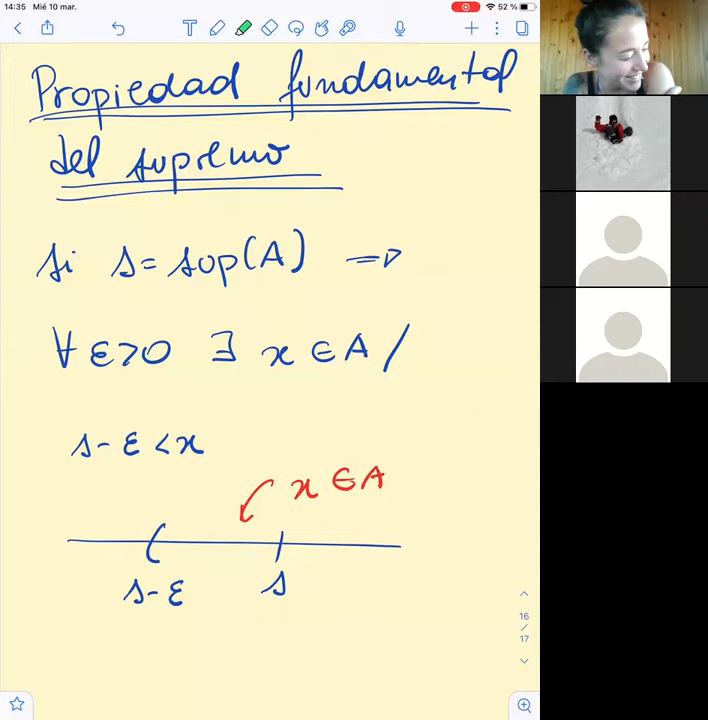 14:35 Mié 10 mar.
52 %
Propiedad fundamental
del supremo
si s = sup(A) ⇒
∀ ε>0 ∃ x ∈ A /
s - ε < x
x ∈ A
s - ε
s
16
/
17